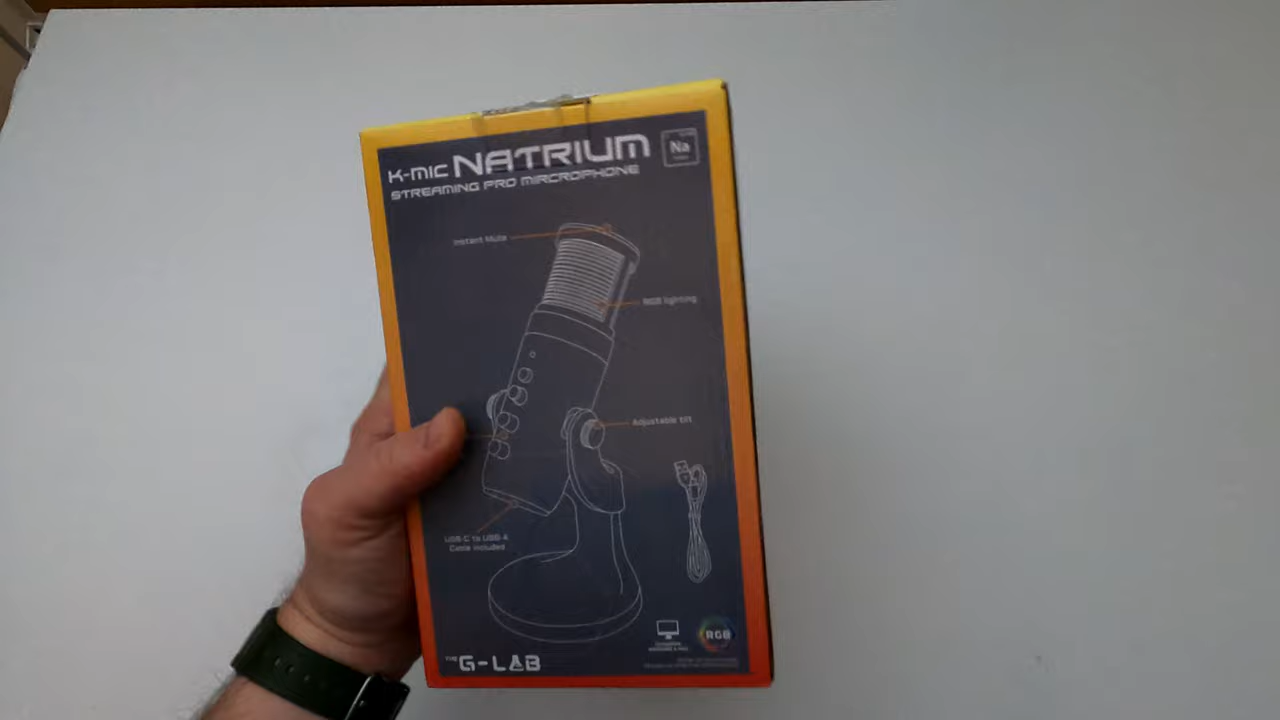 K-MIC NATRIUM
Na
STREAMING PRO MIRCROPHONE
Instant Mute
RGB lighting
Adjustable tilt
USB-C to USB-A
Cable included
RGB
THE G-LAB